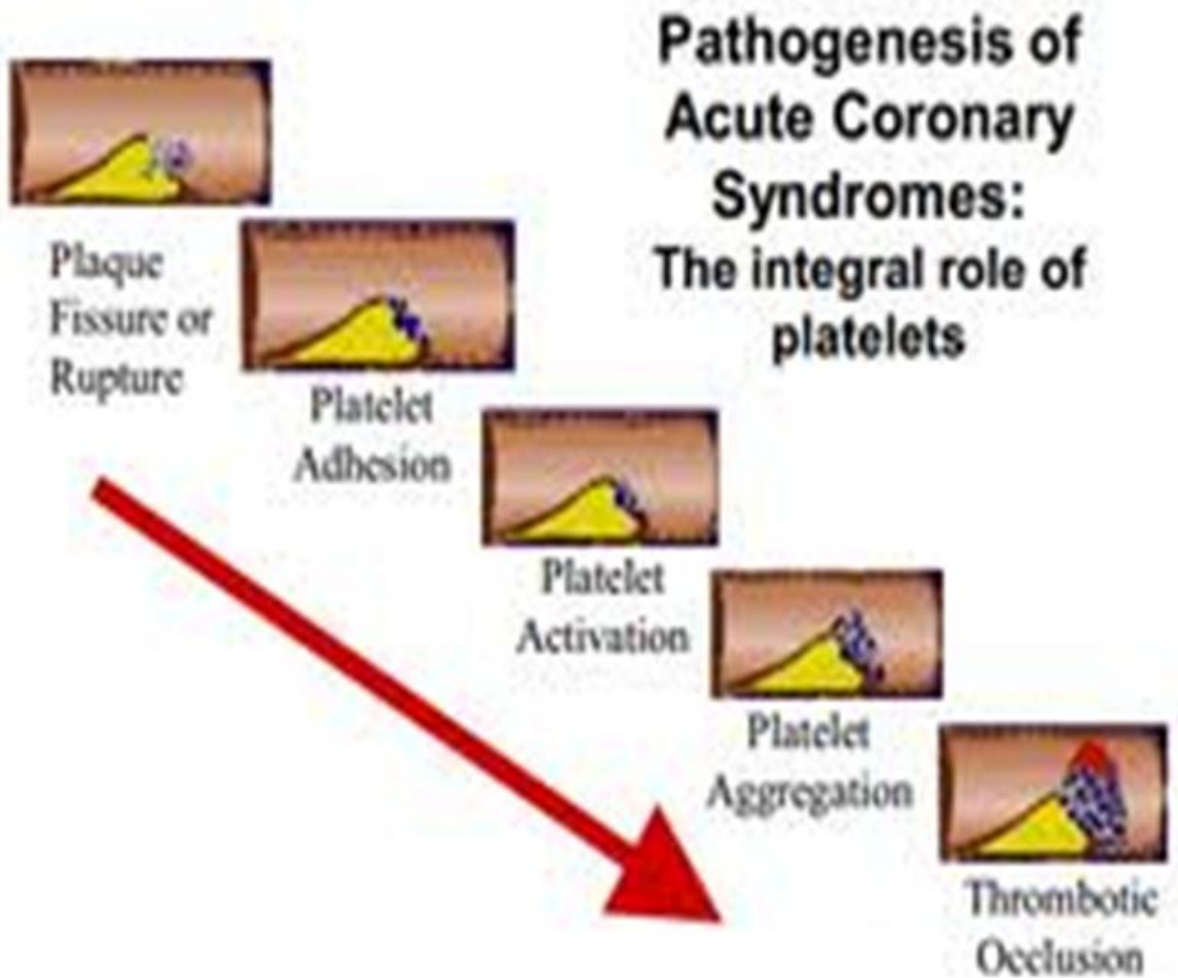 Pathogenesis of
Acute Coronary
Syndromes:
The integral role of
platelets
Plaque
Fissure or
Rupture
Platelet
Adhesion
Platelet
Activation
Platelet
Aggregation
Thrombotic
Occlusion